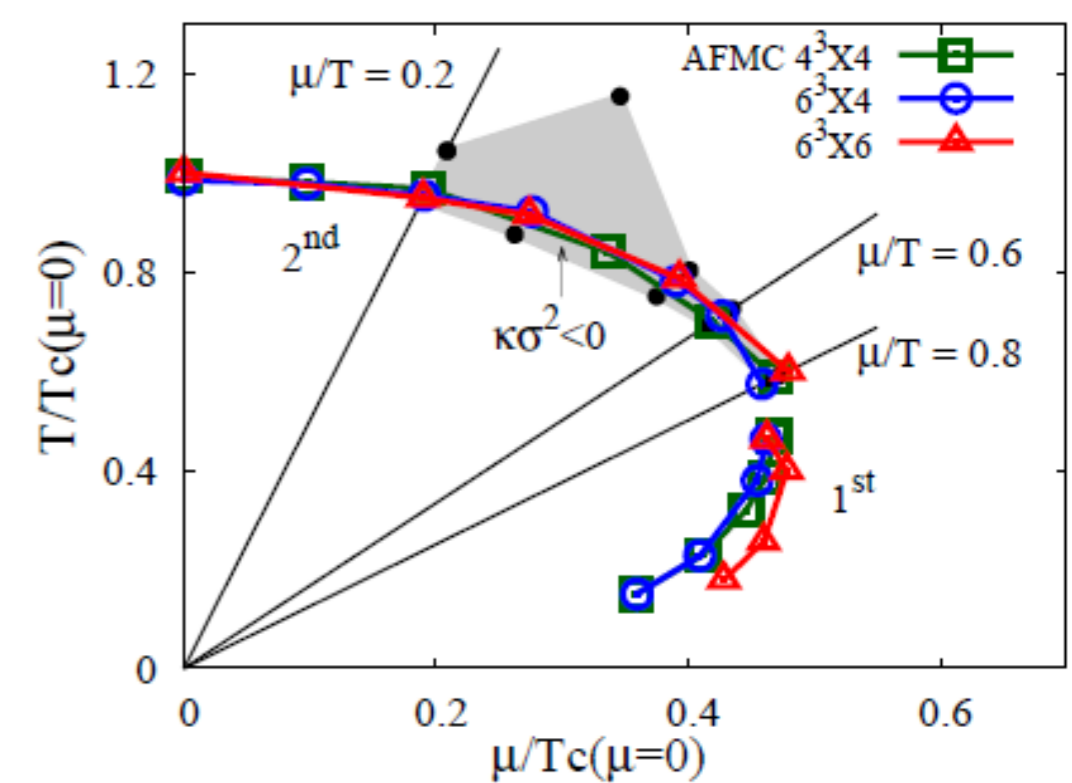 AFMC 4³X4
6³X4
6³X6
1.2
0.8
0.4
0
T/Tc(μ=0)
μ/T = 0.2
2ⁿᵈ
κσ²<0
μ/T = 0.6
μ/T = 0.8
1ˢᵗ
0
0.2
0.4
0.6
μ/Tc(μ=0)